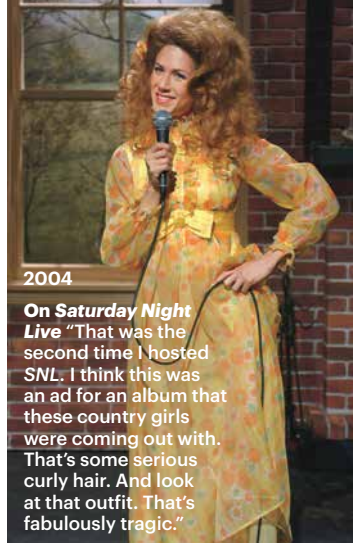 2004
On Saturday Night
Live “That was the
second time I hosted
SNL. I think this was
an ad for an album that
these country girls
were coming out with.
That’s some serious
curly hair. And look
at that outfit. That’s
fabulously tragic.”